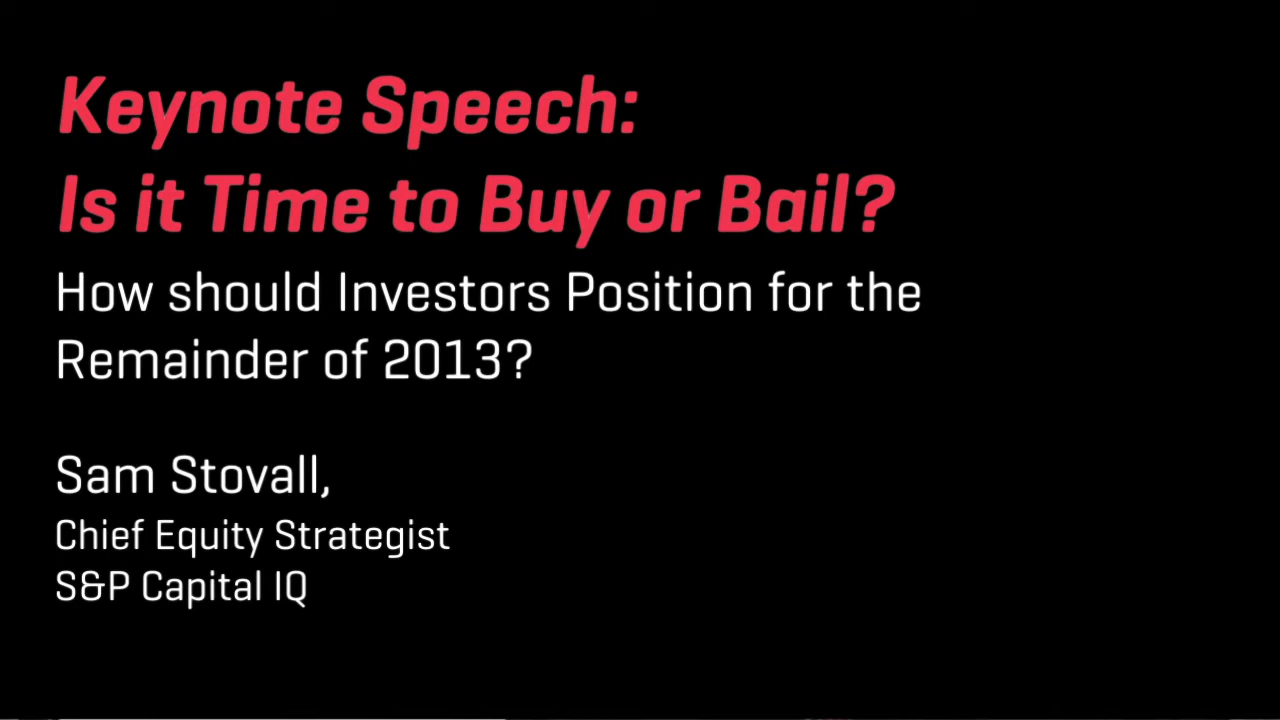 Keynote Speech:
Is it Time to Buy or Bail?
How should Investors Position for the
Remainder of 2013?
Sam Stovall,
Chief Equity Strategist
S&P Capital IQ